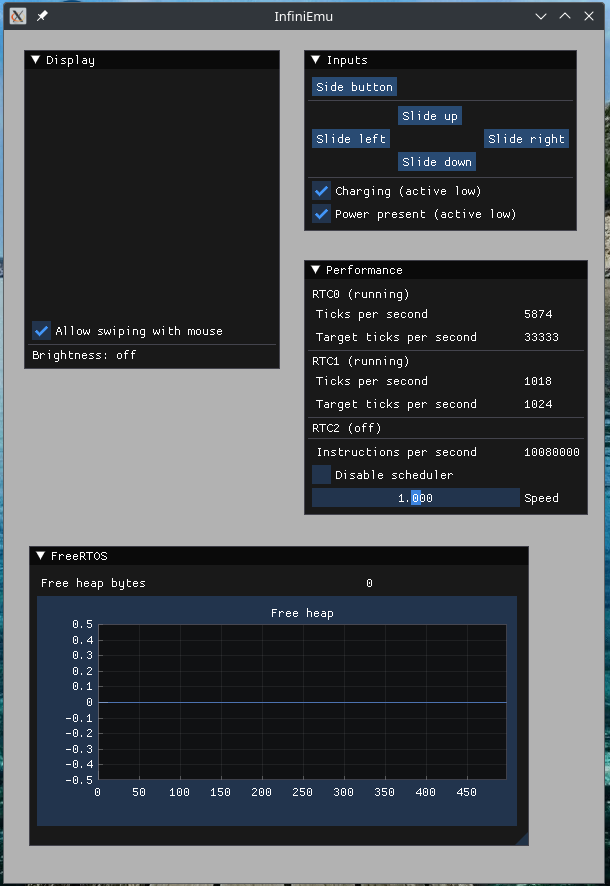 InfiniEmu
Display
Allow swiping with mouse
Brightness: off
Inputs
Side button
Slide up
Slide left
Slide right
Slide down
Charging (active low)
Power present (active low)
Performance
RTC0 (running)
Ticks per second 5874
Target ticks per second 33333
RTC1 (running)
Ticks per second 1018
Target ticks per second 1024
RTC2 (off)
Instructions per second 10080000
Disable scheduler
1.000 Speed
FreeRTOS
Free heap bytes 0
Free heap
0.5
0.4
0.3
0.2
0.1
0
-0.1
-0.2
-0.3
-0.4
-0.5
0 50 100 150 200 250 300 350 400 450